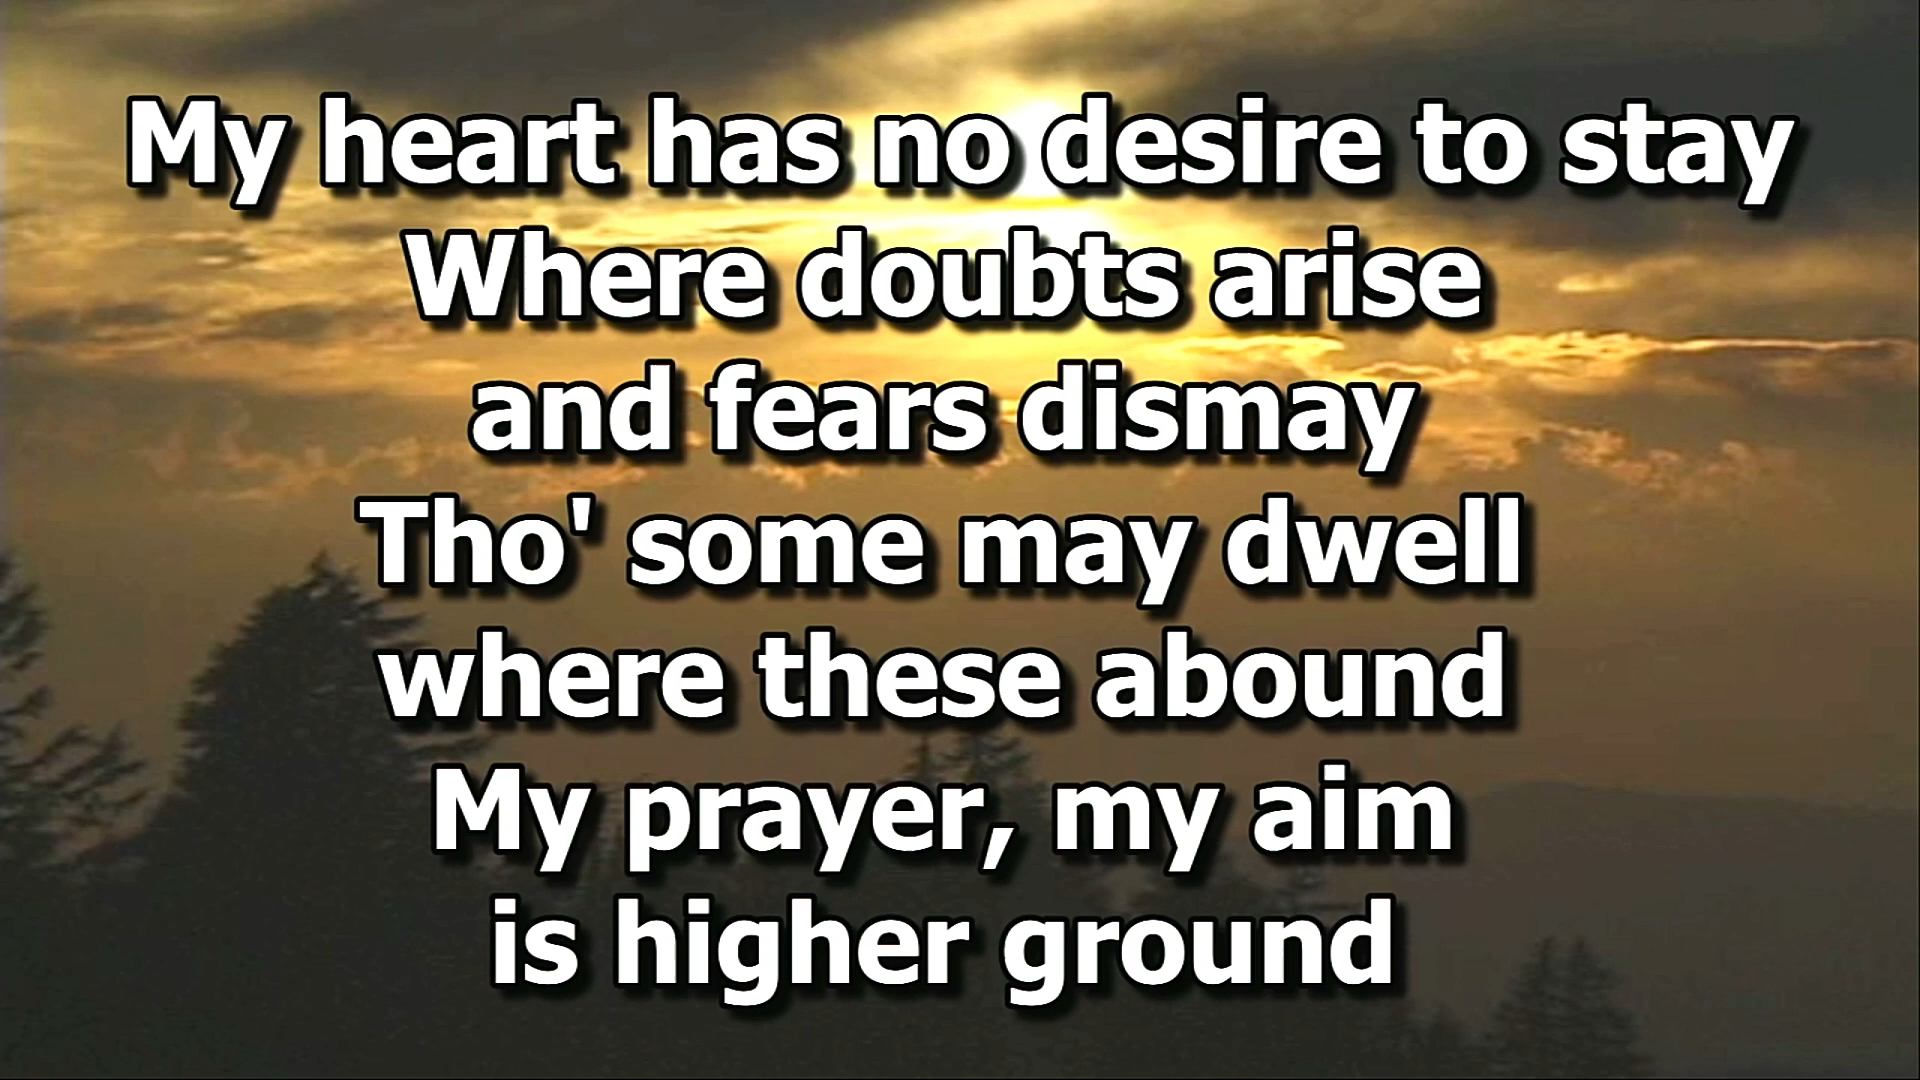 My heart has no desire to stay
Where doubts arise
and fears dismay
Tho' some may dwell
where these abound
My prayer, my aim
is higher ground